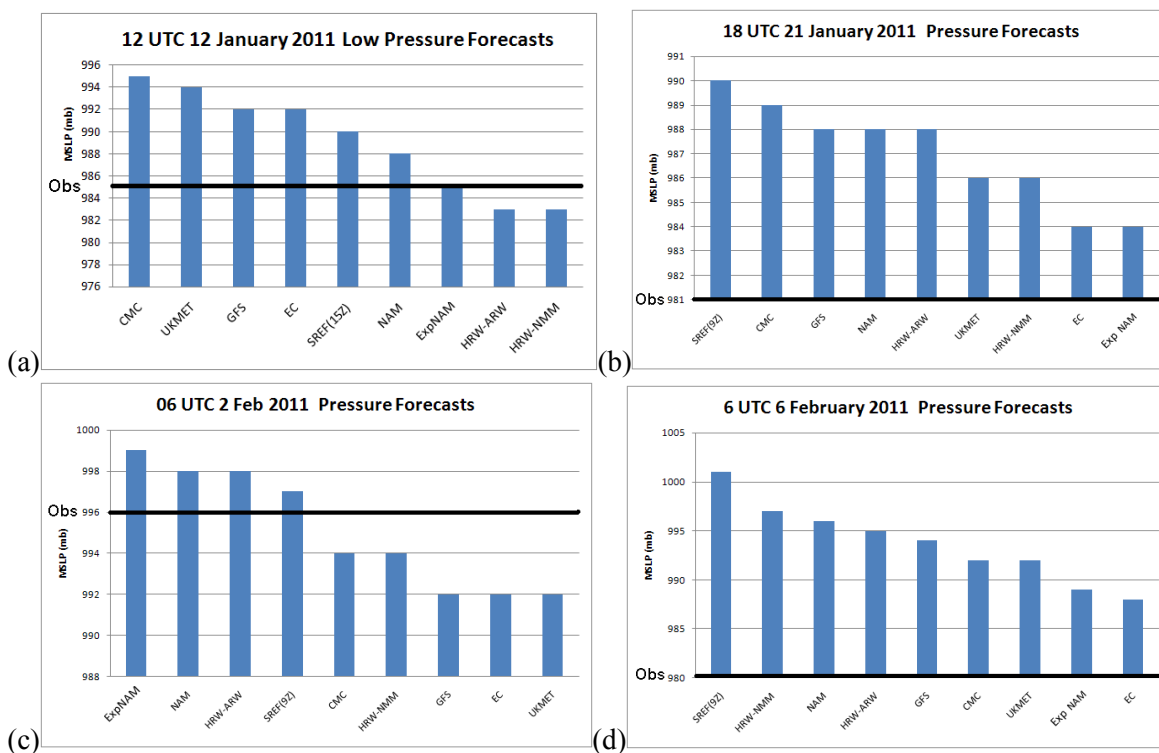 12 UTC 12 January 2011 Low Pressure Forecasts
996
994
992
990
988
986
984
982
980
978
976
MSLP (mb)
Obs
CMC
UKMET
GFS
EC
SREF(15Z)
NAM
ExpNAM
HRW-ARW
HRW-NMM
(a)
18 UTC 21 January 2011 Pressure Forecasts
991
990
989
988
987
986
985
984
983
982
981
MSLP (mb)
Obs
SREF(9Z)
CMC
GFS
NAM
HRW-ARW
UKMET
HRW-NMM
EC
Exp NAM
(b)
06 UTC 2 Feb 2011 Pressure Forecasts
1000
998
996
994
992
990
988
MSLP (mb)
Obs
ExpNAM
NAM
HRW-ARW
SREF(9Z)
CMC
HRW-NMM
GFS
EC
UKMET
(c)
6 UTC 6 February 2011 Pressure Forecasts
1005
1000
995
990
985
980
MSLP (mb)
Obs
SREF(9Z)
HRW-NMM
NAM
HRW-ARW
GFS
CMC
UKMET
Exp NAM
EC
(d)